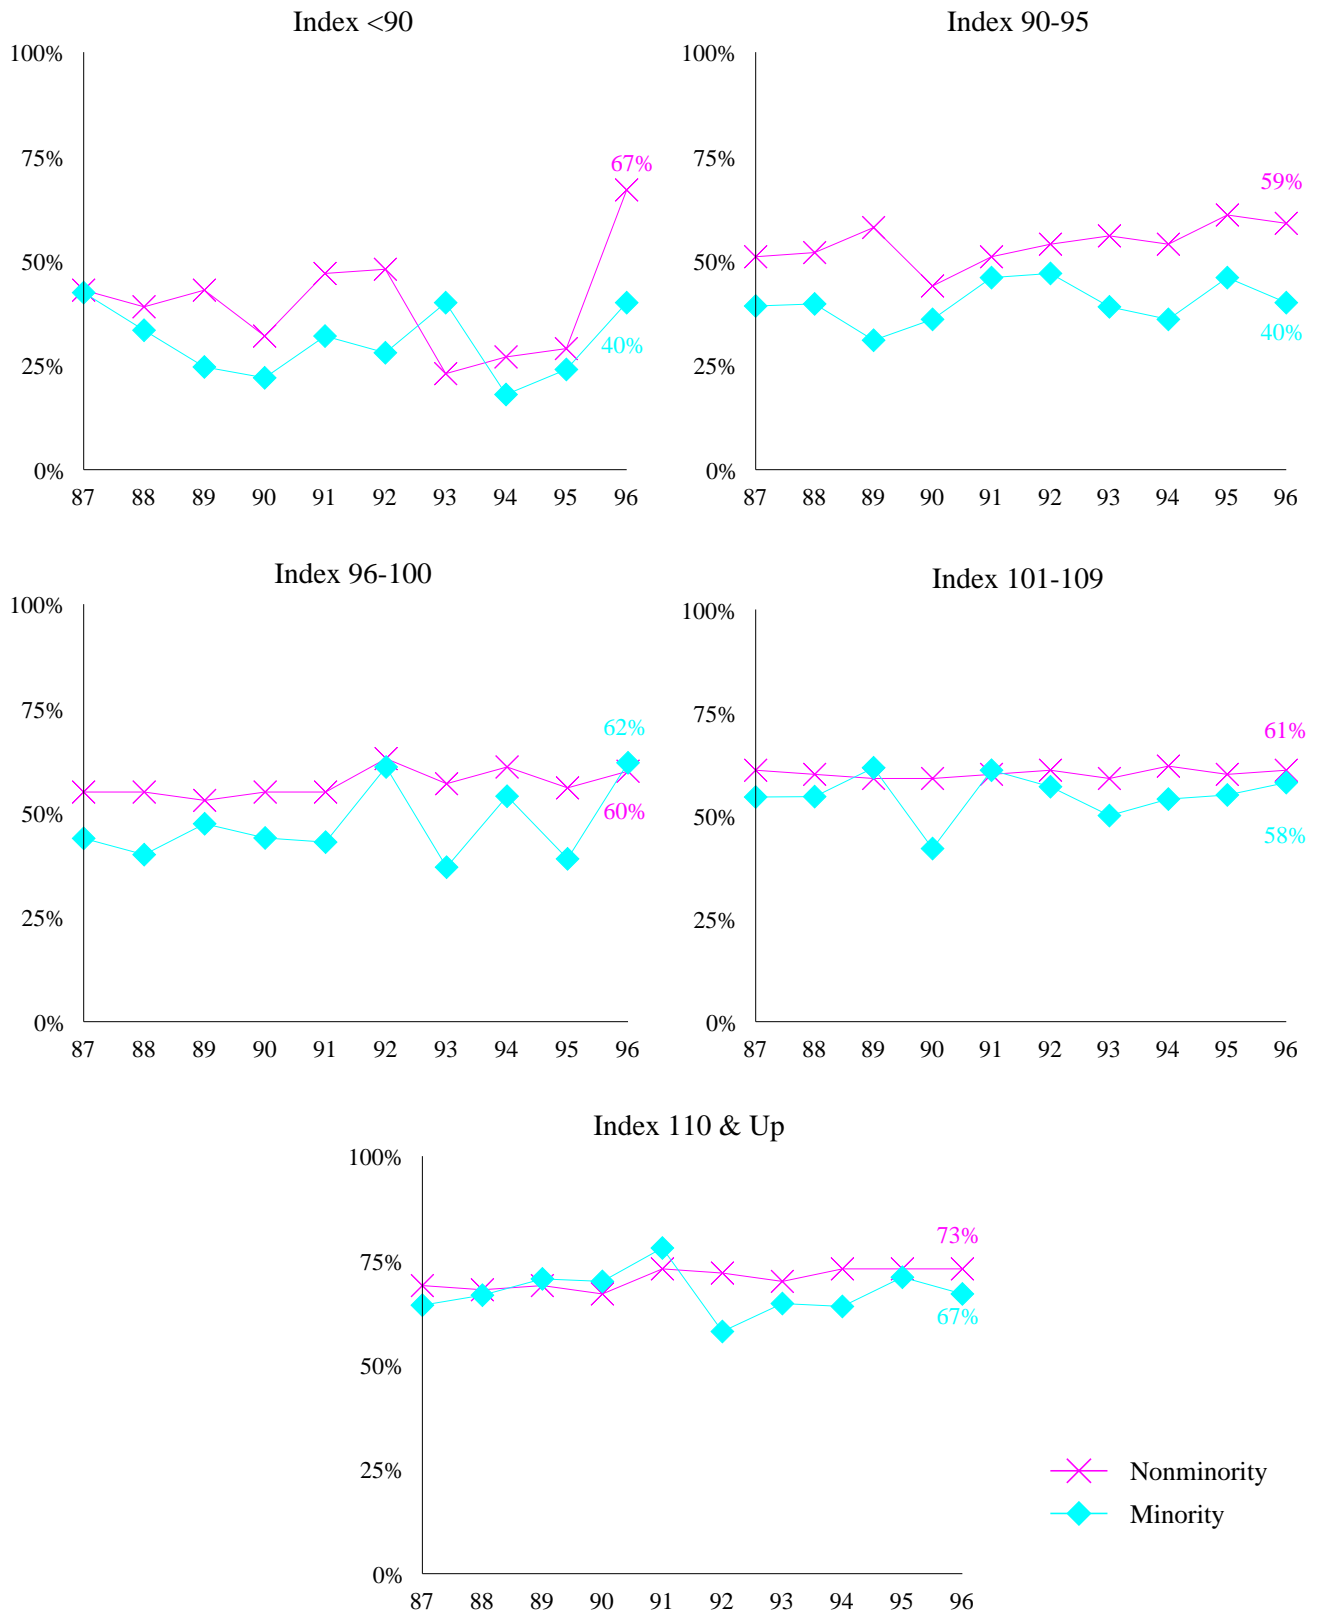 Index <90
100%
75%
50%
25%
0%
87 88 89 90 91 92 93 94 95 96
67%
40%
Index 90-95
100%
75%
50%
25%
0%
87 88 89 90 91 92 93 94 95 96
59%
40%
Index 96-100
100%
75%
50%
25%
0%
87 88 89 90 91 92 93 94 95 96
62%
60%
Index 101-109
100%
75%
50%
25%
0%
87 88 89 90 91 92 93 94 95 96
61%
58%
Index 110 & Up
100%
75%
50%
25%
0%
87 88 89 90 91 92 93 94 95 96
73%
67%
Nonminority
Minority